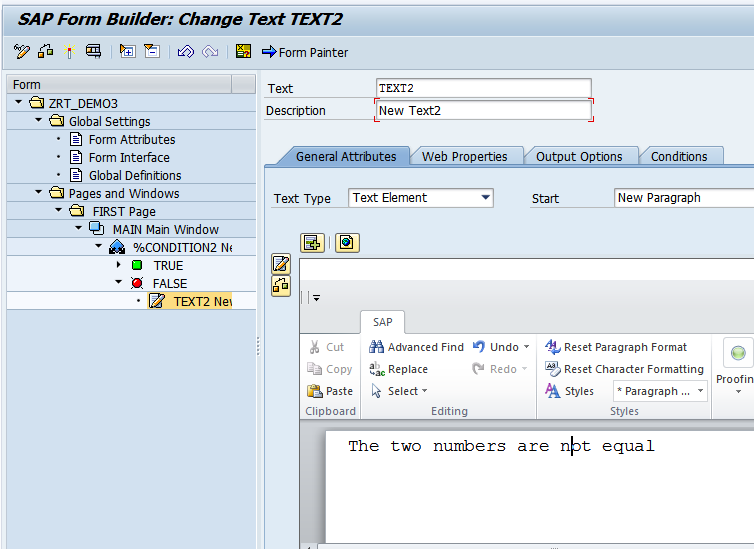 SAP Form Builder: Change Text TEXT2
Form Painter
Form
ZRT_DEMO3
Global Settings
Form Attributes
Form Interface
Global Definitions
Pages and Windows
FIRST Page
MAIN Main Window
%CONDITION2 Ne
TRUE
FALSE
TEXT2 Nev
Text TEXT2
Description New Text2
General Attributes Web Properties Output Options Conditions
Text Type Text Element Start New Paragraph
SAP
Cut Advanced Find Undo Reset Paragraph Format
Copy Replace Redo Reset Character Formatting
Paste Select Styles * Paragraph ... Proofin
Clipboard Editing Styles
The two numbers are not equal